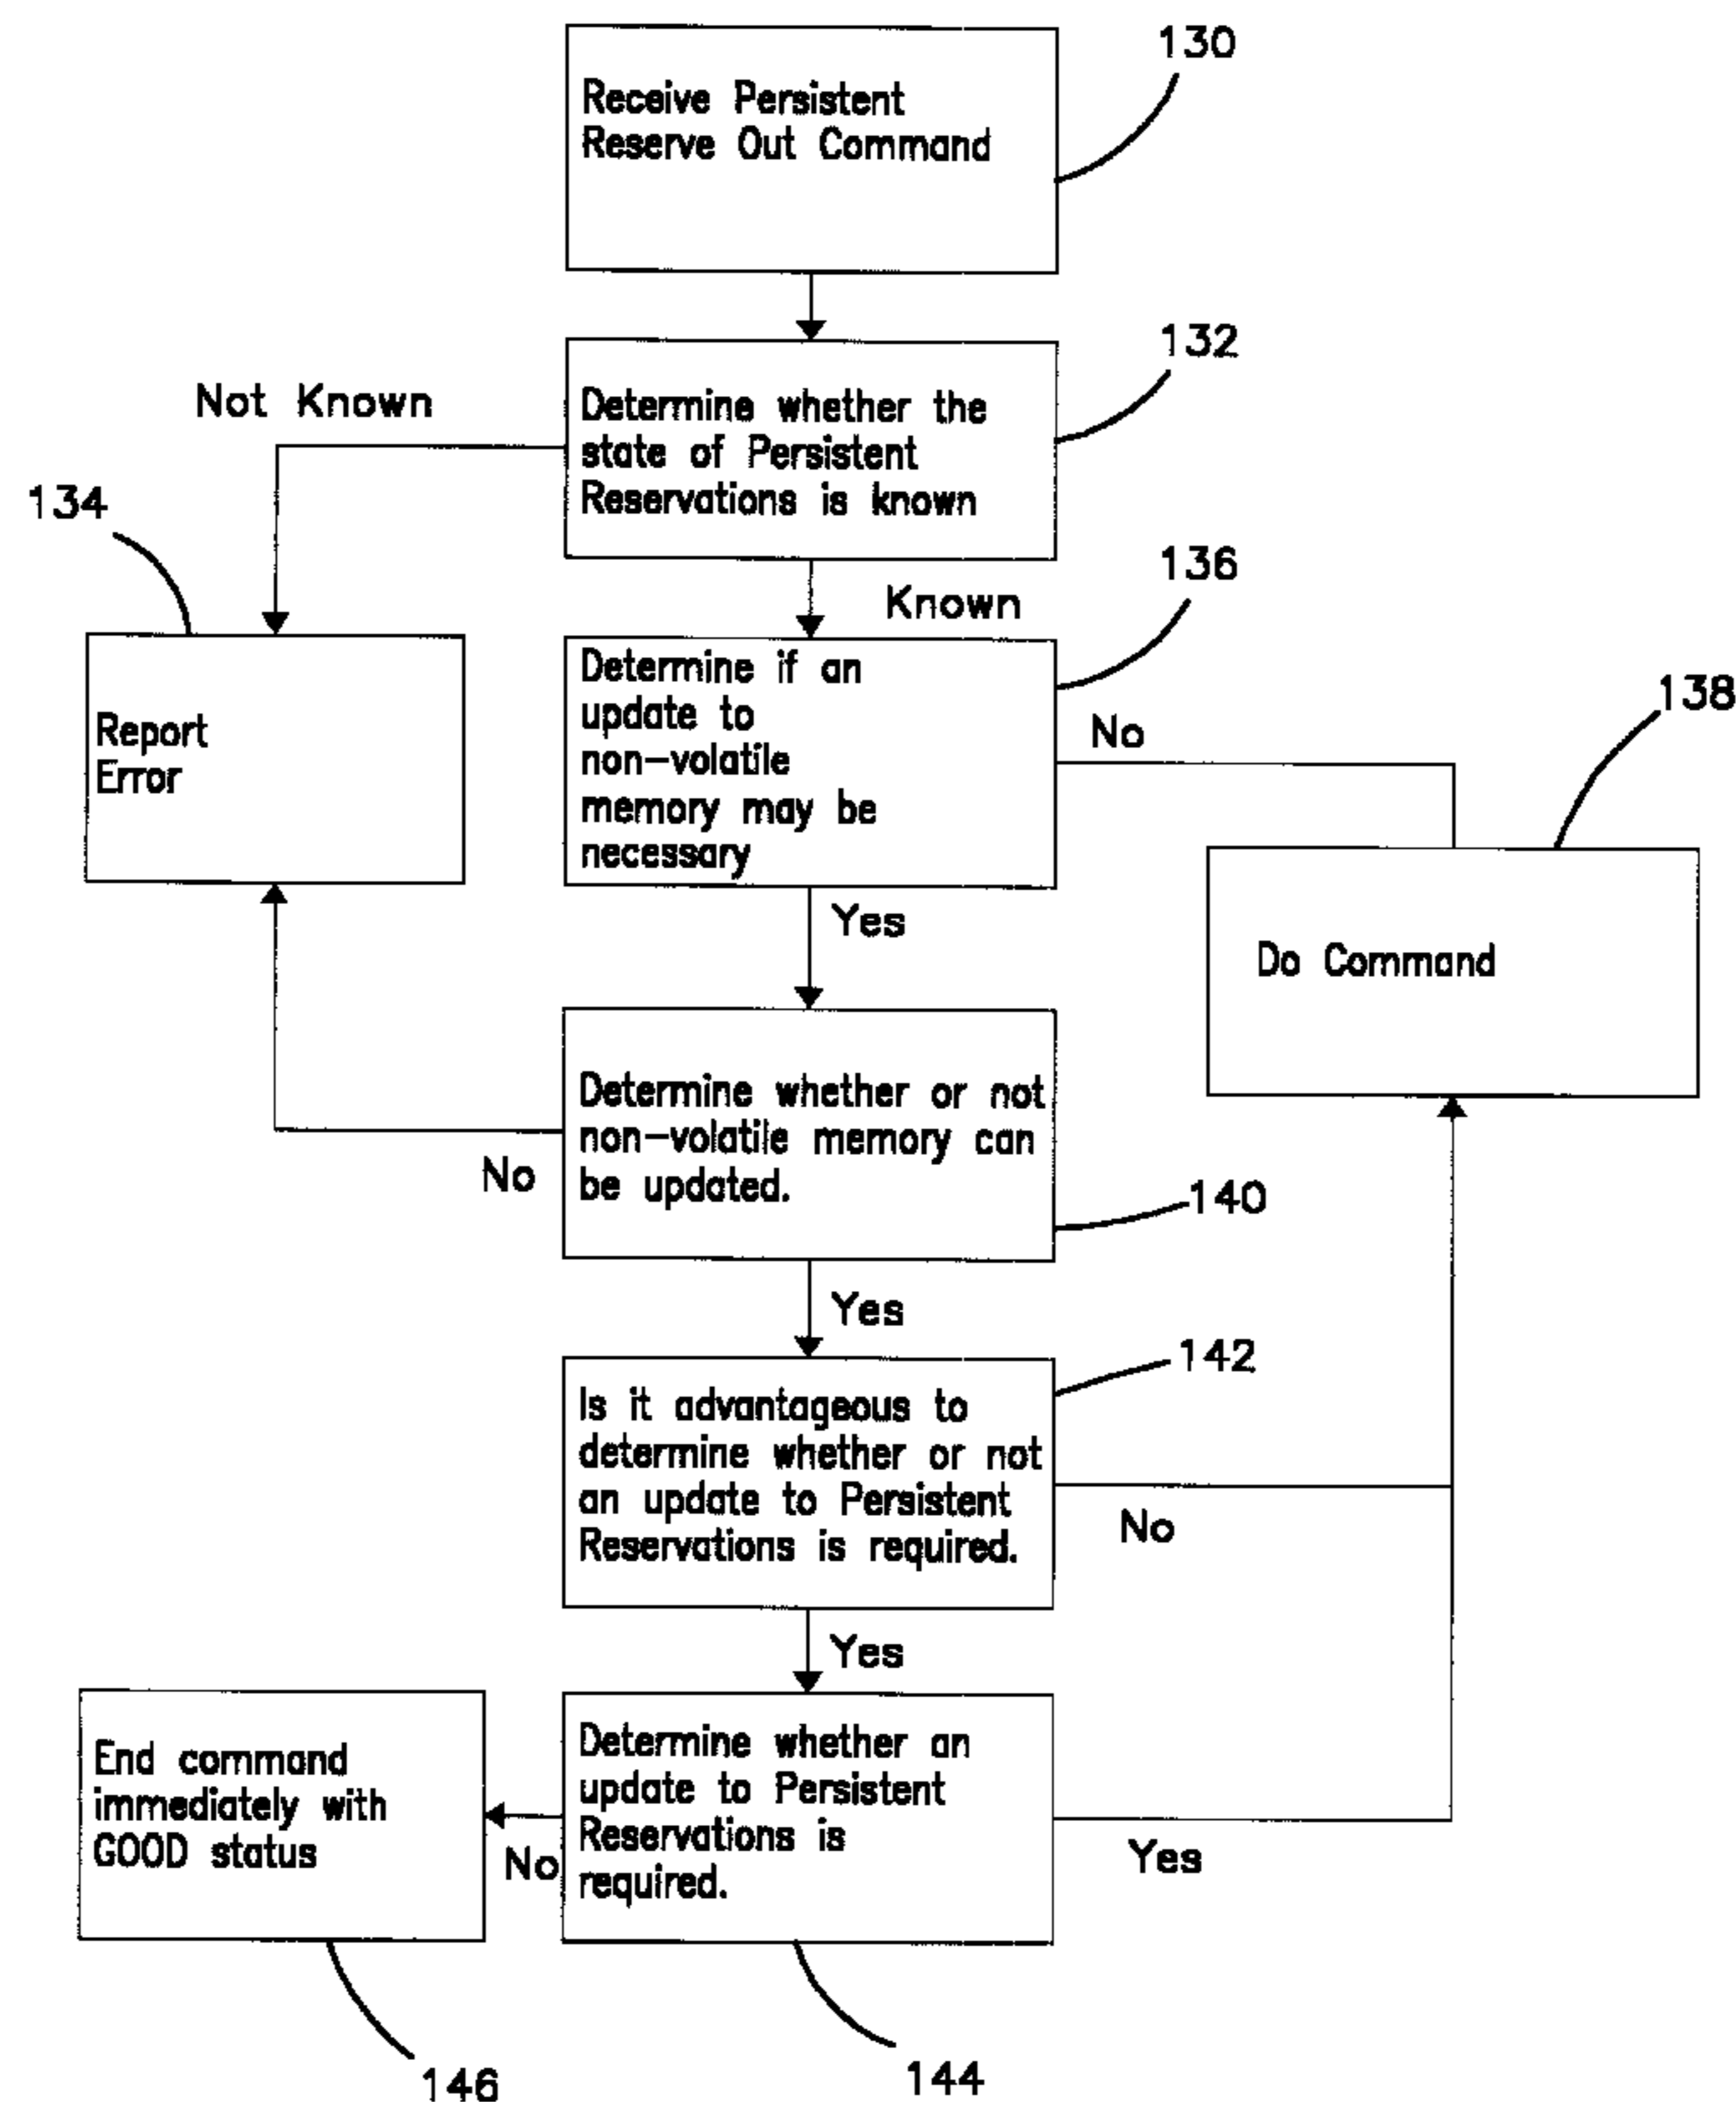 130
Receive Persistent
Reserve Out Command
132
Not Known
Determine whether the
state of Persistent
Reservations is known
134
136
Known
Report
Error
Determine if an
update to
non-volatile
memory may be
necessary
138
No
Yes
Do Command
Determine whether or not
non-volatile memory can
be updated.
No
140
Yes
142
Is it advantageous to
determine whether or not
an update to Persistent
Reservations is required.
No
Yes
End command
immediately with
GOOD status
No
Determine whether an
update to Persistent
Reservations is
required.
Yes
146
144